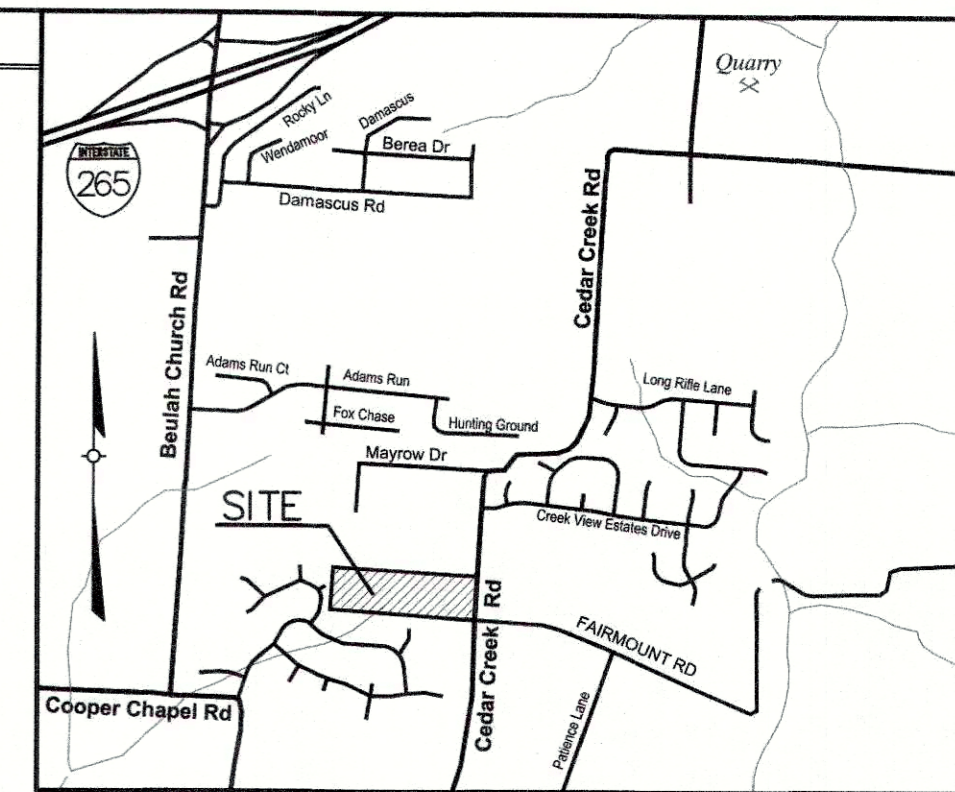 Quarry
Rocky Ln
Damascus
Wendamoor
Berea Dr
INTERSTATE
265
Damascus Rd
Cedar Creek Rd
Beulah Church Rd
Adams Run Ct
Adams Run
Long Rifle Lane
Fox Chase
Hunting Ground
Mayrow Dr
SITE
Creek View Estates Drive
Cedar Creek Rd
FAIRMOUNT RD
Cooper Chapel Rd
Patience Lane